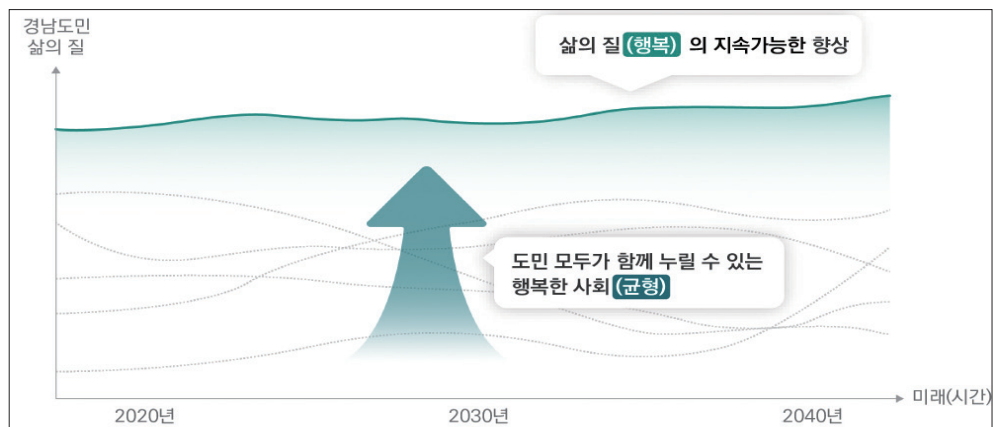 경남도민
삶의 질
삶의 질(행복) 의 지속가능한 향상
도민 모두가 함께 누릴 수 있는
행복한 사회(균형)
미래(시간)
2020년
2030년
2040년